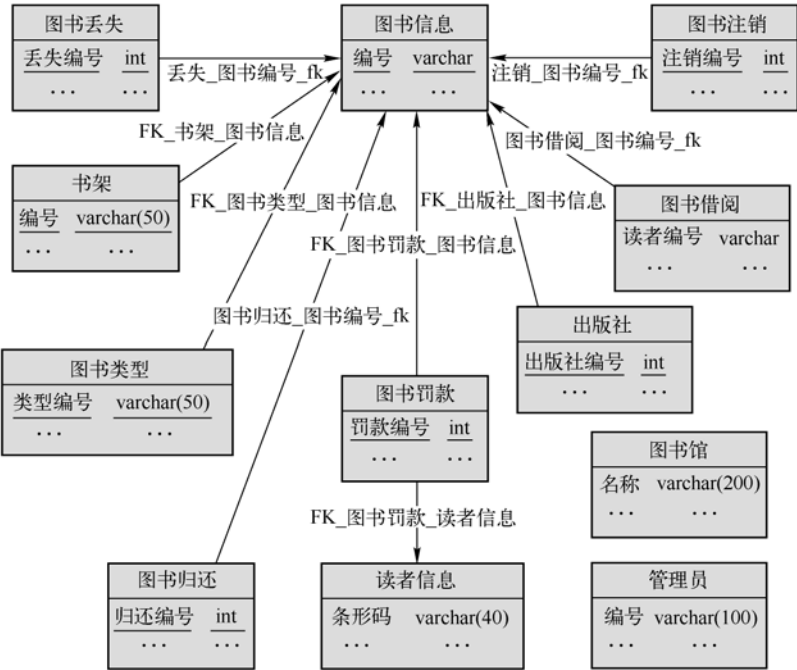 图书丢失
丢失编号 int
... ...
图书信息
编号 varchar
... ...
图书注销
注销编号 int
... ...
丢失_图书编号_fk
注销_图书编号_fk
FK_书架_图书信息
图书借阅_图书编号_fk
书架
编号 varchar(50)
... ...
FK_图书类型_图书信息
FK_出版社_图书信息
图书借阅
读者编号 varchar
... ...
FK_图书罚款_图书信息
图书归还_图书编号_fk
出版社
出版社编号 int
... ...
图书类型
类型编号 varchar(50)
... ...
图书罚款
罚款编号 int
... ...
图书馆
名称 varchar(200)
... ...
FK_图书罚款_读者信息
图书归还
归还编号 int
... ...
读者信息
条形码 varchar(40)
... ...
管理员
编号 varchar(100)
... ...